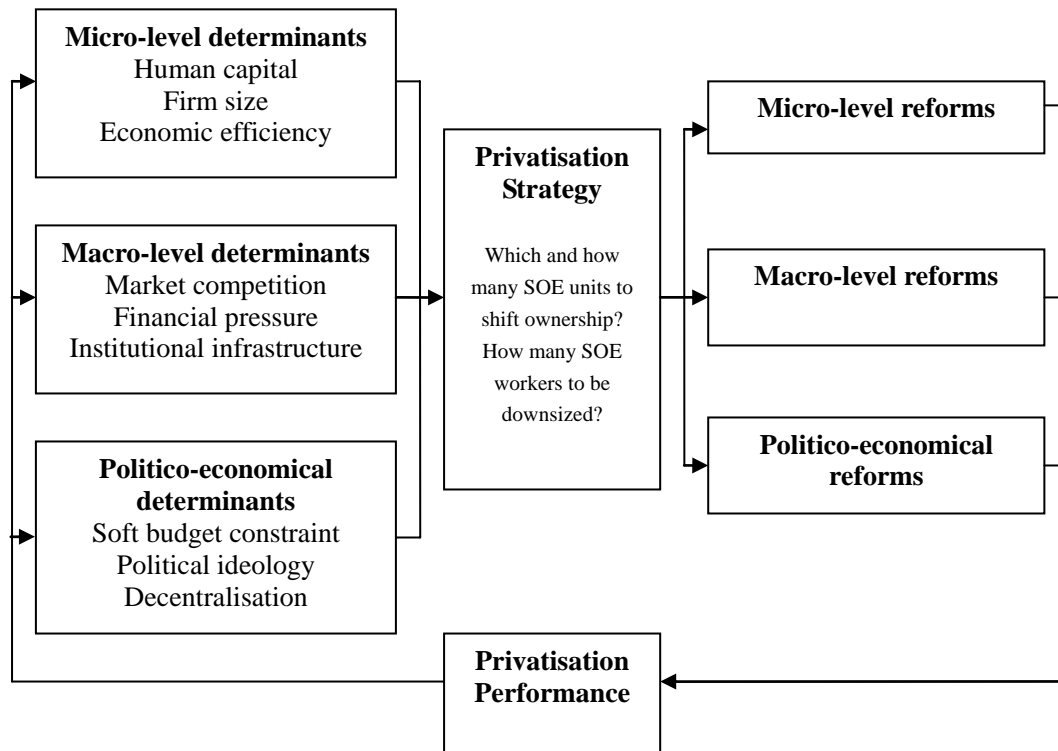 Micro-level determinants
Human capital
Firm size
Economic efficiency
Macro-level determinants
Market competition
Financial pressure
Institutional infrastructure
Politico-economical
determinants
Soft budget constraint
Political ideology
Decentralisation
Privatisation
Strategy
Which and how
many SOE units to
shift ownership?
How many SOE
workers to be
downsized?
Micro-level reforms
Macro-level reforms
Politico-economical
reforms
Privatisation
Performance